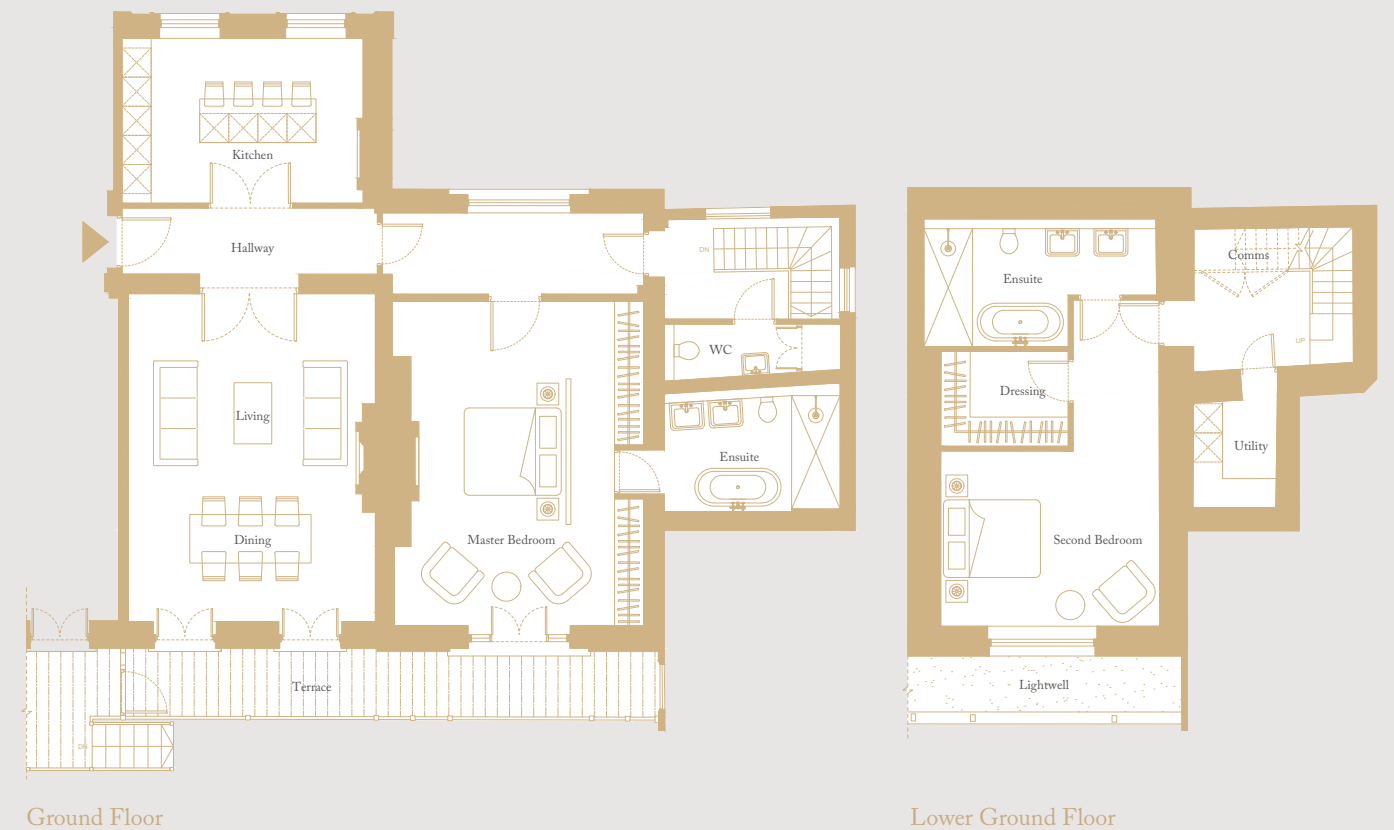 Kitchen
Hallway
DN
WC
Living
Ensuite
Dining
Master Bedroom
Terrace
DN
Ground Floor
Comms
Ensuite
UP
Dressing
Utility
Second Bedroom
Lightwell
Lower Ground Floor